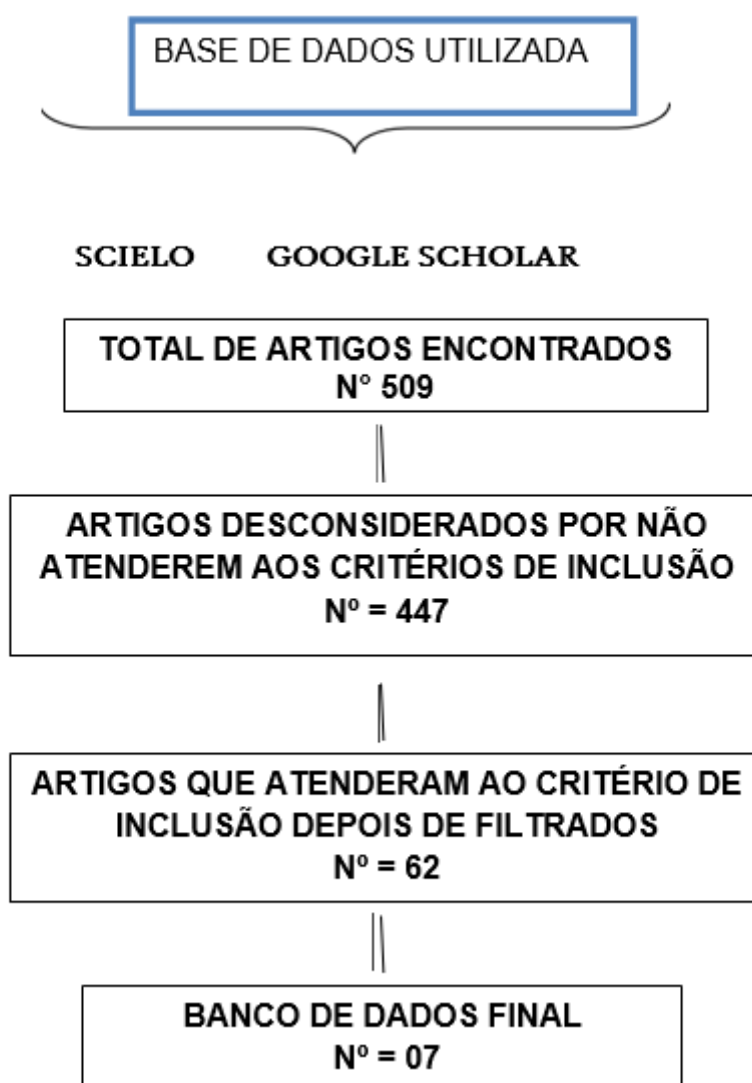 BASE DE DADOS UTILIZADA
SCIELO GOOGLE SCHOLAR
TOTAL DE ARTIGOS ENCONTRADOS
N° 509
ARTIGOS DESCONSIDERADOS POR NÃO
ATENDEREM AOS CRITÉRIOS DE INCLUSÃO
Nº = 447
ARTIGOS QUE ATENDERAM AO CRITÉRIO DE
INCLUSÃO DEPOIS DE FILTRADOS
Nº = 62
BANCO DE DADOS FINAL
Nº = 07